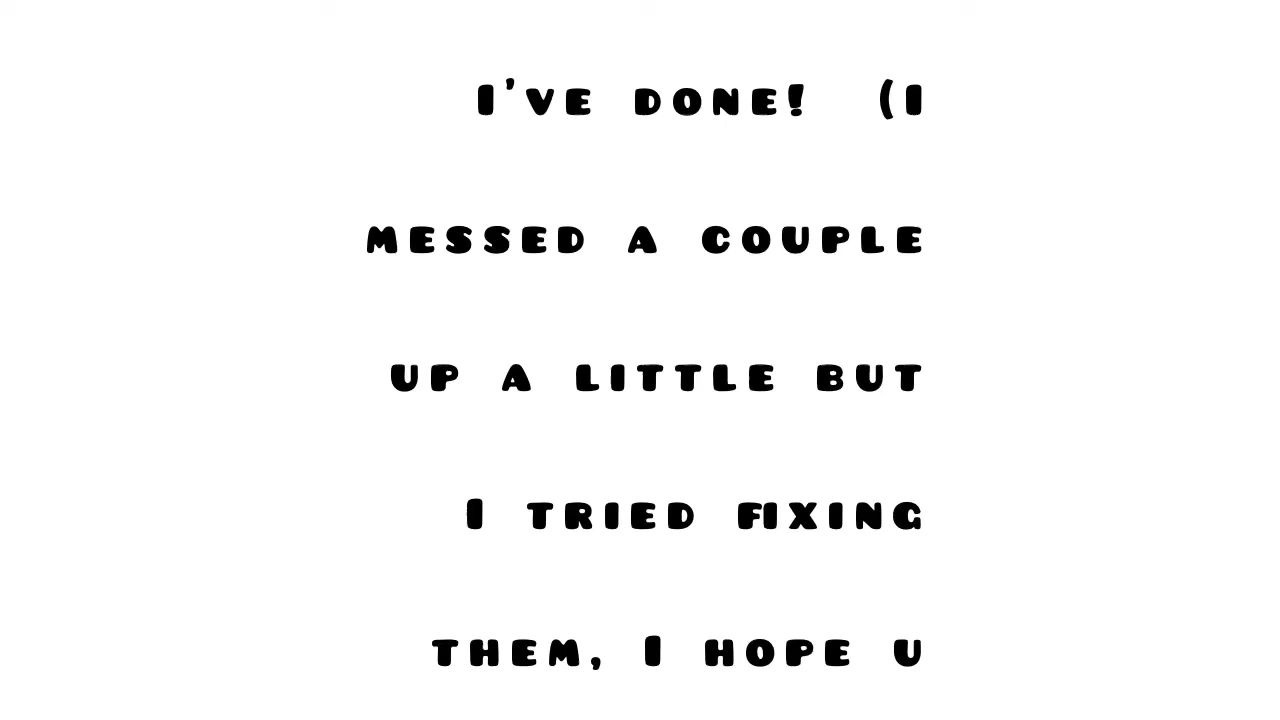 I've done!  (I
messed a couple
up a little but
I tried fixing
them, I hope u